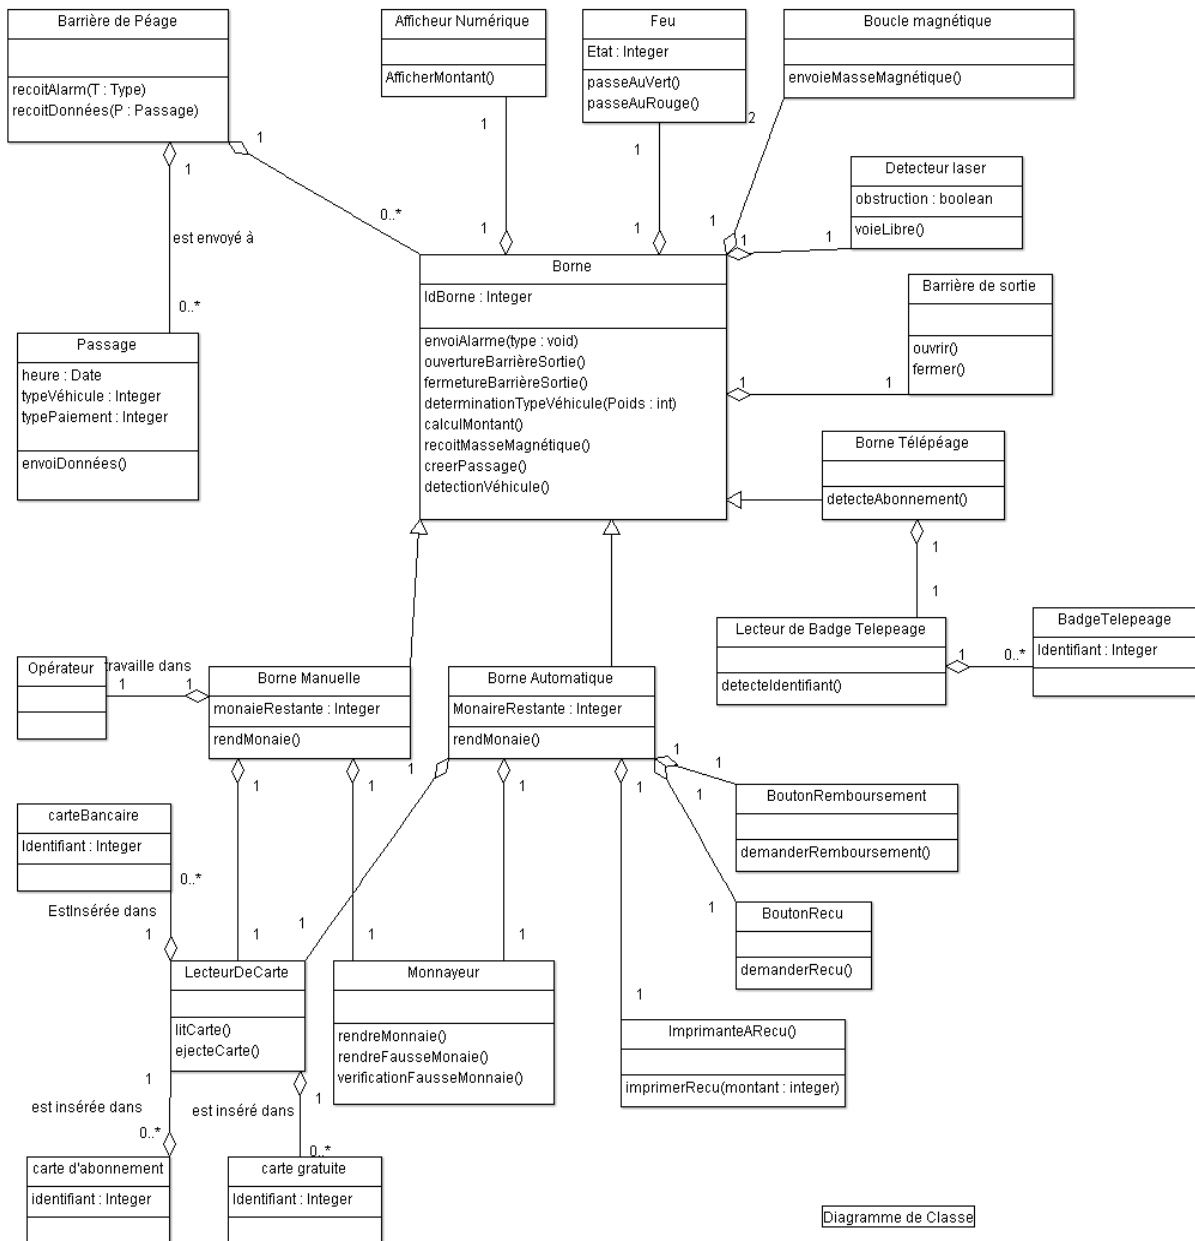 Barrière de Péage
recoitAlarm(T : Type)
recoitDonnées(P : Passage)
Afficheur Numérique
AfficherMontant()
Feu
Etat : Integer
passeAuVert()
passeAuRouge()
Boucle magnétique
envoieMasseMagnétique()
1
1
1
1
2
Detecteur laser
obstruction : boolean
voieLibre()
0..*
1
1
1
1
1
est envoyé à
0..*
Borne
IdBorne : Integer
envoiAlarme(type : void)
ouvertureBarrièreSortie()
fermetureBarrièreSortie()
determinationTypeVéhicule(Poids : int)
calculMontant()
recoitMasseMagnétique()
creerPassage()
detectionVéhicule()
Barrière de sortie
ouvrir()
fermer()
1
1
Passage
heure : Date
typeVéhicule : Integer
typePaiement : Integer
envoiDonnées()
Borne Télépéage
detecteAbonnement()
1
1
Lecteur de Badge Telepeage
detecteIdentifiant()
1
0..*
BadgeTelepeage
Identifiant : Integer
Opérateur
travaille dans
1
1
Borne Manuelle
monaieRestante : Integer
rendMonaie()
Borne Automatique
MonaireRestante : Integer
rendMonaie()
1
1
1
1
1
1
1
1
BoutonRemboursement
demanderRemboursement()
carteBancaire
Identifiant : Integer
0..*
EstInsérée dans
1
1
1
1
1
1
BoutonRecu
demanderRecu()
LecteurDeCarte
litCarte()
ejecteCarte()
Monnayeur
rendreMonnaie()
rendreFausseMonaie()
verificationFausseMonnaie()
1
ImprimanteARecu()
imprimerRecu(montant : integer)
1
est insérée dans
0..*
1
est inséré dans
0..*
carte d'abonnement
identifiant : Integer
carte gratuite
Identifiant : Integer
Diagramme de Classe